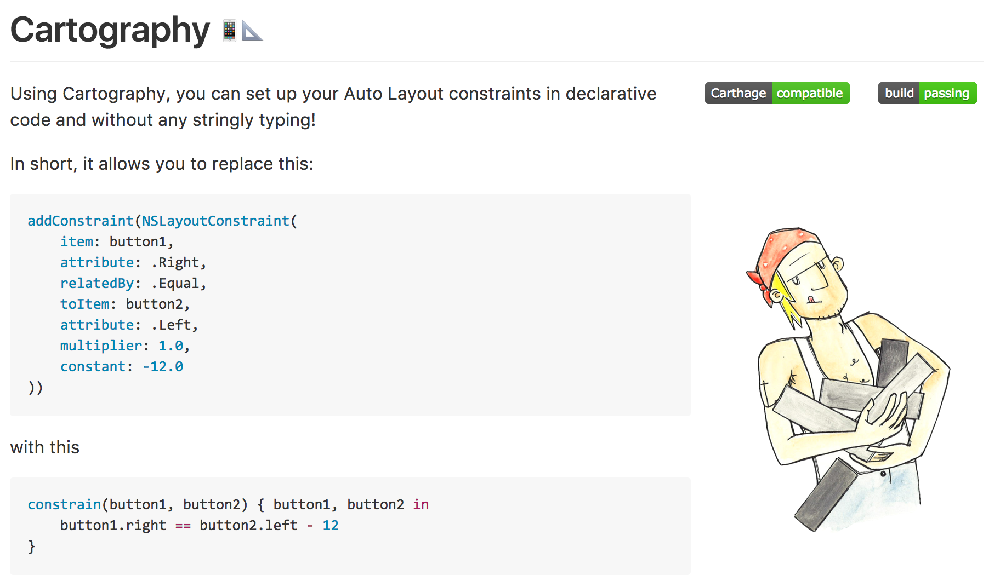 Cartography 📱📐
Using Cartography, you can set up your Auto Layout constraints in declarative
code and without any stringly typing!
Carthage compatible
build passing
In short, it allows you to replace this:
addConstraint(NSLayoutConstraint(
    item: button1,
    attribute: .Right,
    relatedBy: .Equal,
    toItem: button2,
    attribute: .Left,
    multiplier: 1.0,
    constant: -12.0
))
with this
constrain(button1, button2) { button1, button2 in
    button1.right == button2.left - 12
}